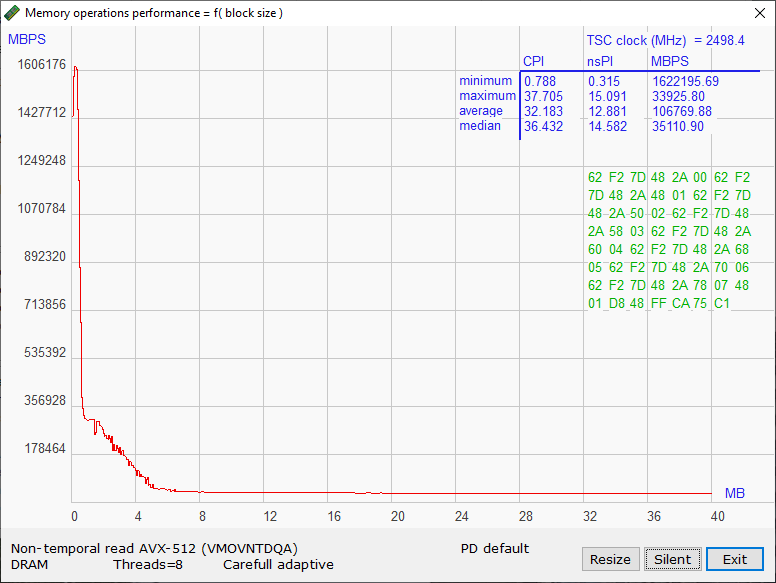 Memory operations performance = f( block size )
MBPS
TSC clock (MHz) = 2498.4
CPI nsPI MBPS
minimum 0.788 0.315 1622195.69
maximum 37.705 15.091 33925.80
average 32.183 12.881 106769.88
median 36.432 14.582 35110.90
1606176
1427712
1249248
1070784
892320
713856
535392
356928
178464
62 F2 7D 48 2A 00 62 F2
7D 48 2A 48 01 62 F2 7D
48 2A 50 02 62 F2 7D 48
2A 58 03 62 F2 7D 48 2A
60 04 62 F2 7D 48 2A 68
05 62 F2 7D 48 2A 70 06
62 F2 7D 48 2A 78 07 48
01 D8 48 FF CA 75 C1
MB
0 4 8 12 16 20 24 28 32 36 40
Non-temporal read AVX-512 (VMOVNTDQA) PD default
DRAM Threads=8 Carefull adaptive
Resize Silent Exit